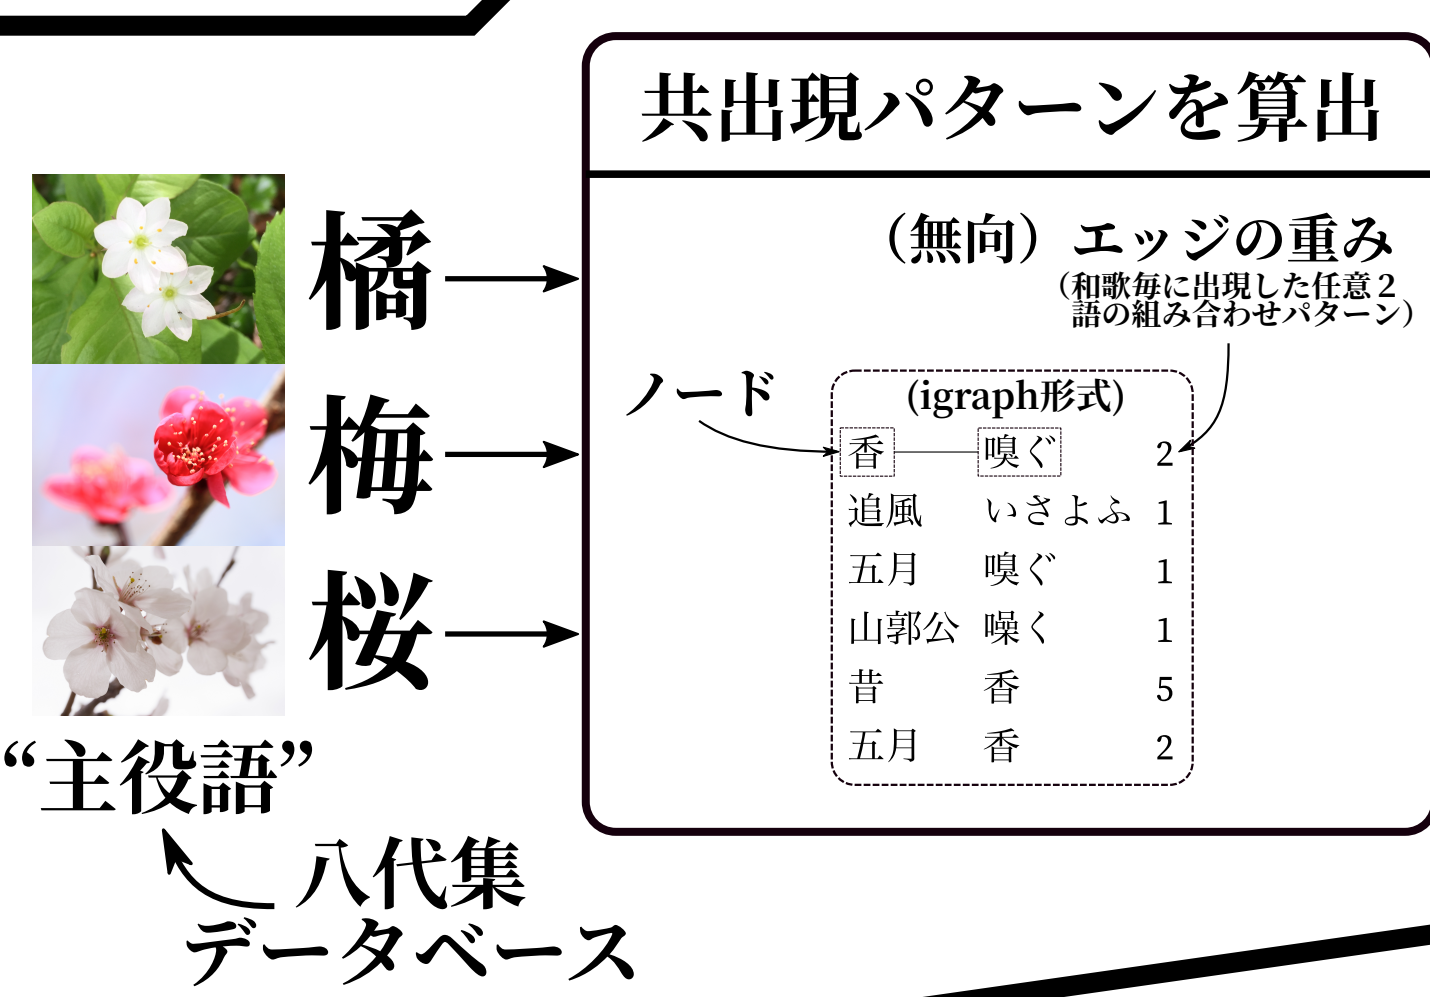 共出現パターンを算出
（無向）エッジの重み
（和歌毎に出現した任意２
語の組み合わせパターン）
ノード
(igraph形式)
香 嗅ぐ 2
追風 いさよふ 1
五月 嗅ぐ 1
山郭公 噪く 1
昔 香 5
五月 香 2
橘
梅
桜
“主役語”
八代集
データベース